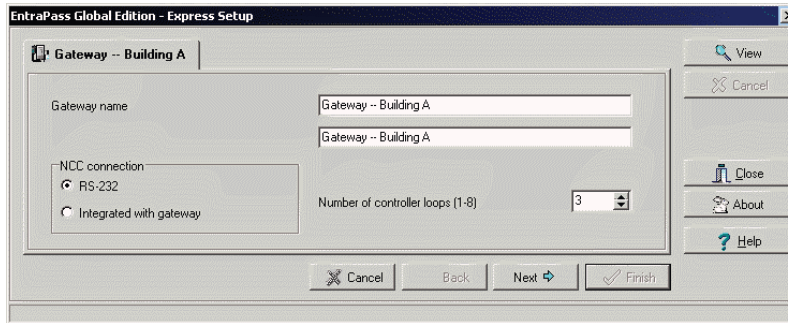 EntraPass Global Edition - Express Setup
Gateway -- Building A
View
Cancel
Gateway name
Gateway -- Building A
Gateway -- Building A
NCC connection
RS-232
Integrated with gateway
Number of controller loops (1-8)
3
Close
About
Help
Cancel
Back
Next
Finish